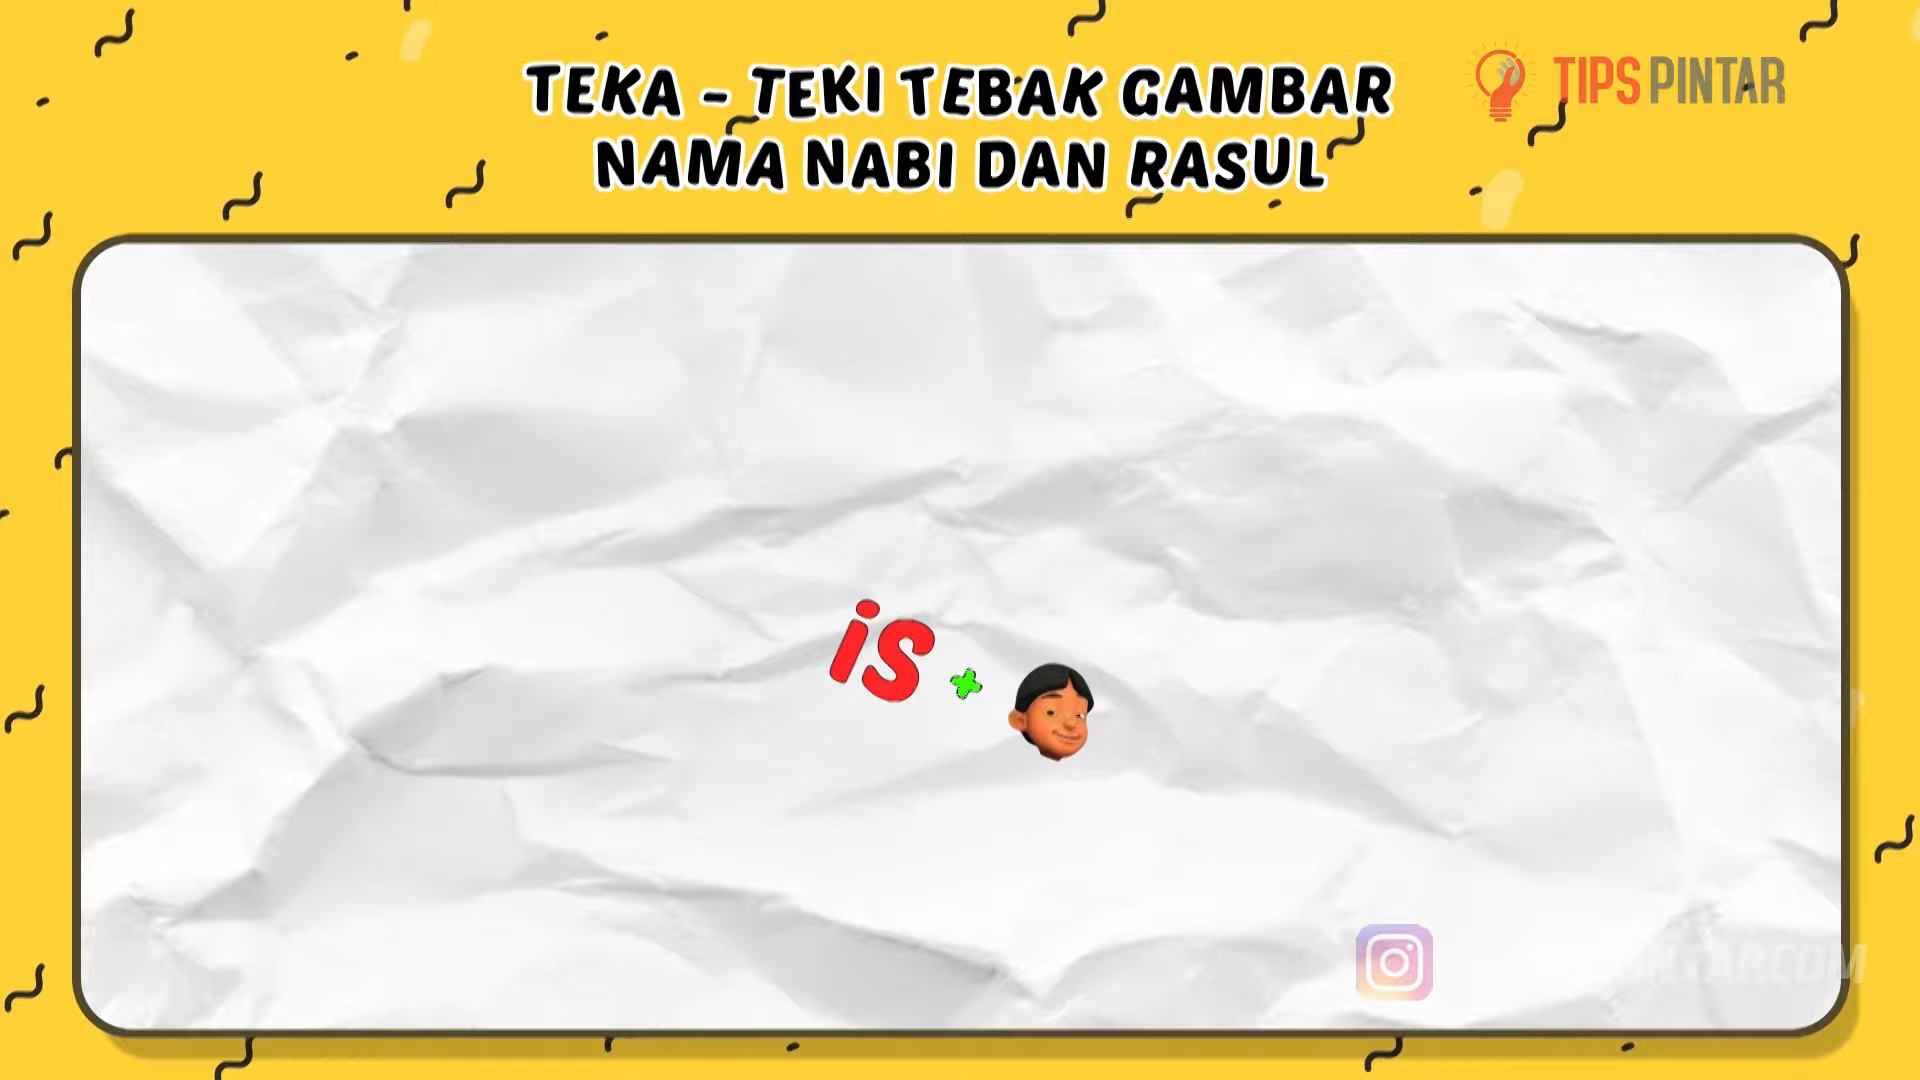 TEKA - TEKI TEBAK GAMBAR
NAMA NABI DAN RASUL
TIPS PINTAR
is +